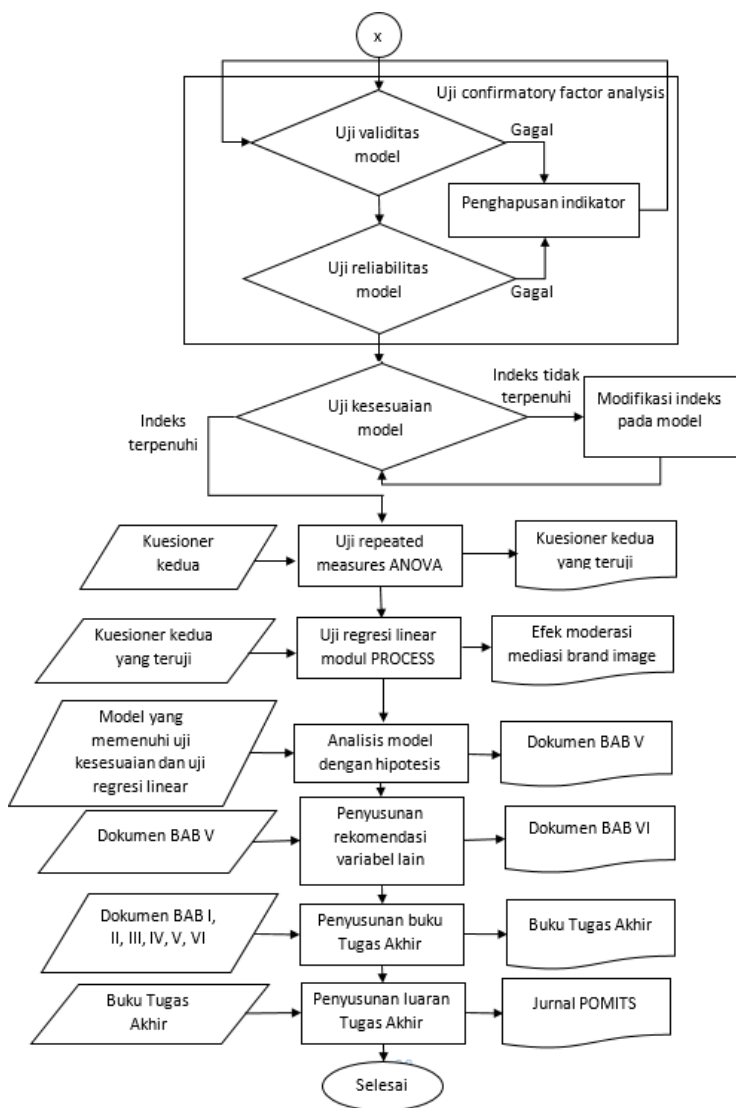 x
Uji confirmatory factor analysis
Uji validitas
model
Gagal
Penghapusan indikator
Uji reliabilitas
model
Gagal
Uji kesesuaian
model
Indeks tidak
terpenuhi
Modifikasi indeks
pada model
Indeks
terpenuhi
Kuesioner
kedua
Uji repeated
measures ANOVA
Kuesioner kedua
yang teruji
Kuesioner kedua
yang teruji
Uji regresi linear
modul PROCESS
Efek moderasi
mediasi brand image
Model yang
memenuhi uji
kesesuaian dan uji
regresi linear
Analisis model
dengan hipotesis
Dokumen BAB V
Dokumen BAB V
Penyusunan
rekomendasi
variabel lain
Dokumen BAB VI
Dokumen BAB I,
II, III, IV, V, VI
Penyusunan buku
Tugas Akhir
Buku Tugas Akhir
Buku Tugas
Akhir
Penyusunan luaran
Tugas Akhir
Jurnal POMITS
Selesai